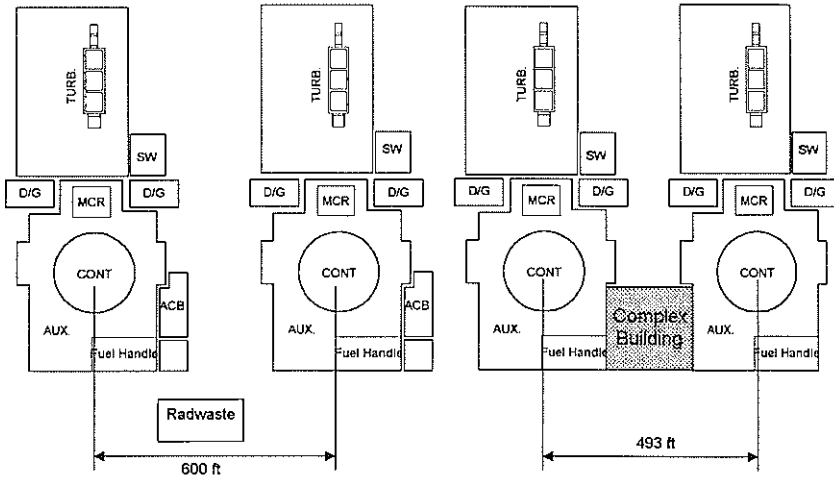 TURB.
TURB.
TURB.
TURB.
SW
SW
SW
SW
D/G
MCR
D/G
D/G
MCR
D/G
D/G
MCR
D/G
D/G
MCR
D/G
CONT
CONT
CONT
CONT
ACB
ACB
Complex
Building
AUX.
AUX.
AUX.
AUX.
Fuel Handle
Fuel Handle
Fuel Handle
Fuel Handle
Radwaste
600 ft
493 ft